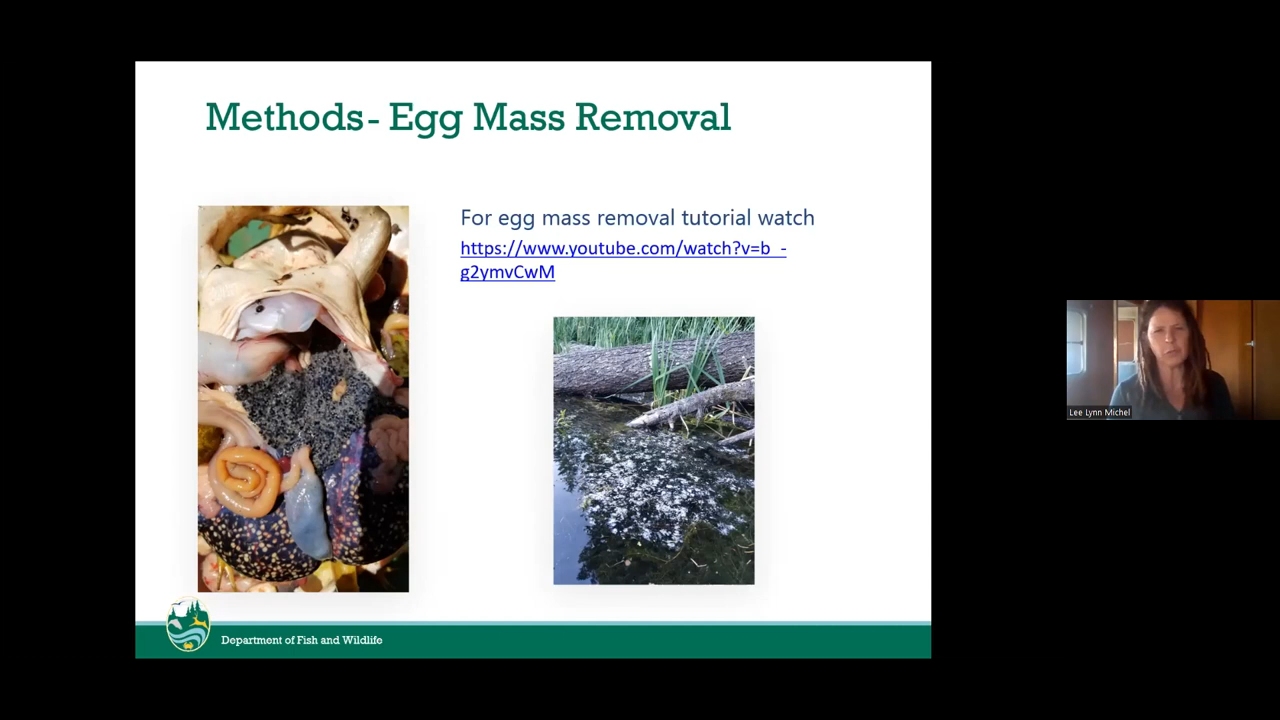 Methods- Egg Mass Removal
For egg mass removal tutorial watch
https://www.youtube.com/watch?v=b_-
g2ymvCwM
Department of Fish and Wildlife
Lee Lynn Michel